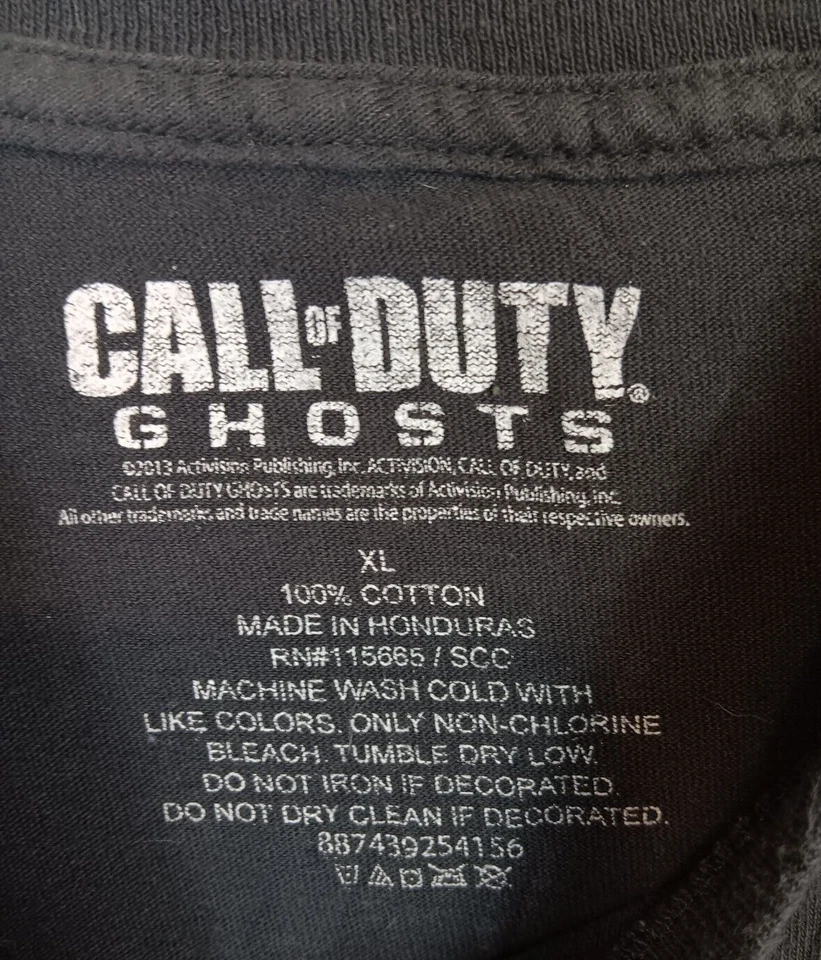 CALL OF DUTY®
GHOSTS
©2013 Activision Publishing, Inc. ACTIVISION, CALL OF DUTY, and
CALL OF DUTY GHOSTS are trademarks of Activision Publishing, Inc.
All other trademarks and trade names are the properties of their respective owners.
XL
100% COTTON
MADE IN HONDURAS
RN#115665 / SCC
MACHINE WASH COLD WITH
LIKE COLORS. ONLY NON-CHLORINE
BLEACH. TUMBLE DRY LOW.
DO NOT IRON IF DECORATED.
DO NOT DRY CLEAN IF DECORATED.
887439254156